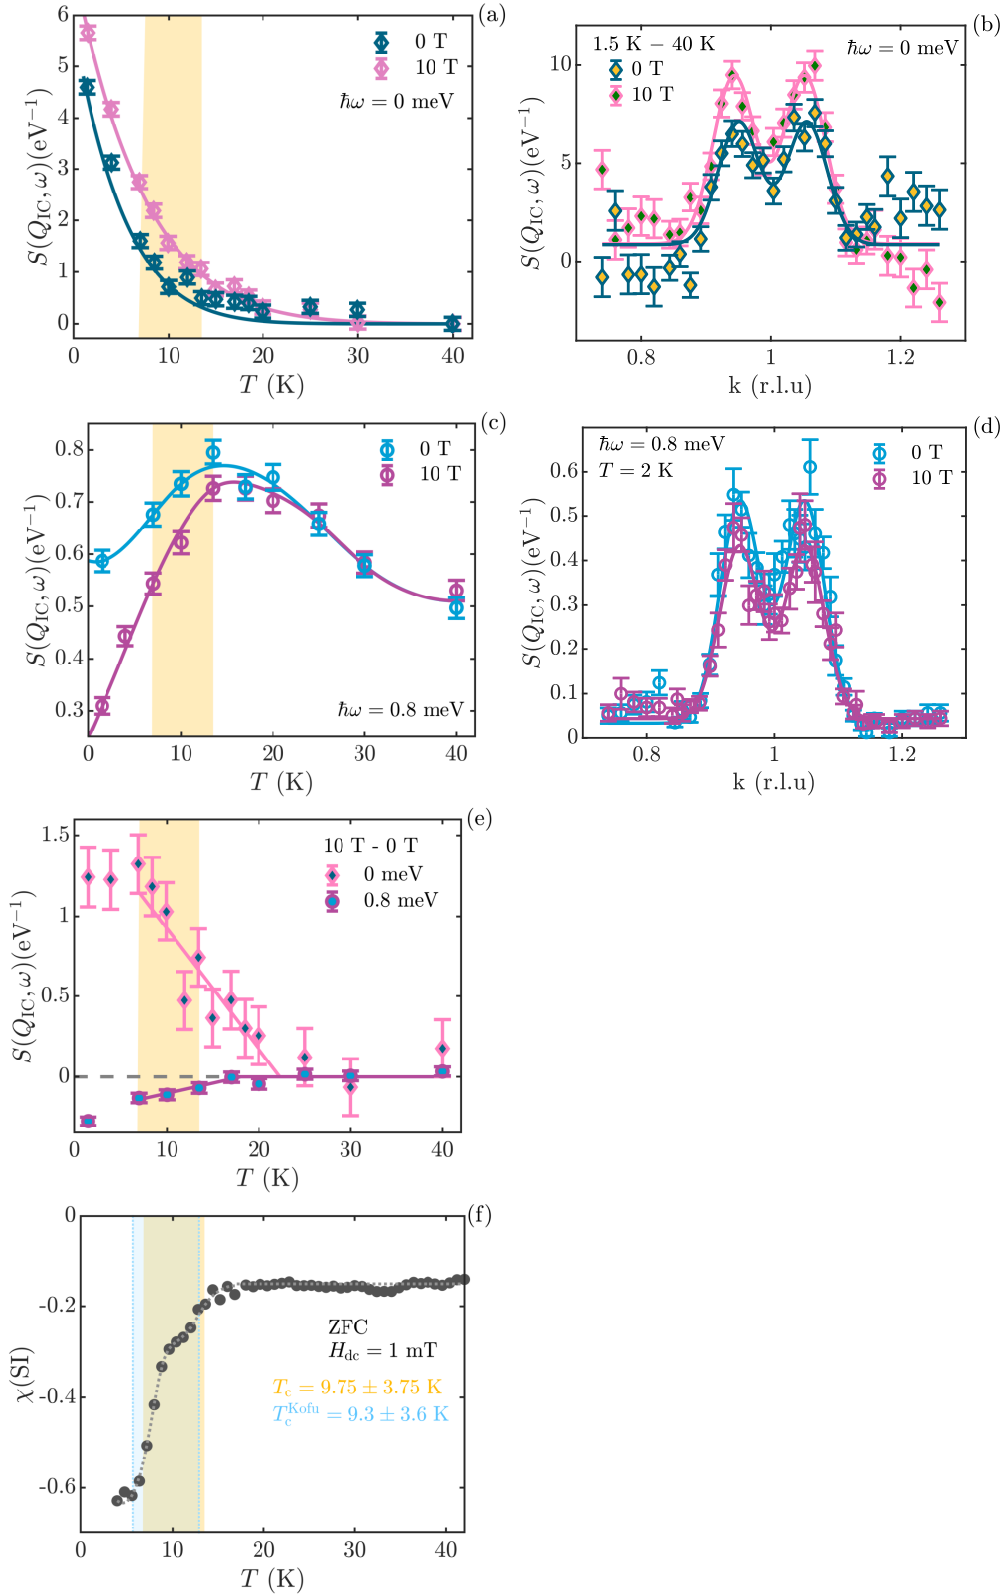 (a)
0 T
10 T
ħω = 0 meV
S(Q_IC, ω)(eV⁻¹)
6
5
4
3
2
1
0
0 10 20 30 40
T (K)
(b)
1.5 K − 40 K
0 T
10 T
ħω = 0 meV
S(Q_IC, ω)(eV⁻¹)
10
5
0
0.8 1 1.2
k (r.l.u)
(c)
0 T
10 T
S(Q_IC, ω)(eV⁻¹)
0.8
0.7
0.6
0.5
0.4
0.3
ħω = 0.8 meV
0 10 20 30 40
T (K)
(d)
ħω = 0.8 meV
T = 2 K
0 T
10 T
S(Q_IC, ω)(eV⁻¹)
0.6
0.5
0.4
0.3
0.2
0.1
0
0.8 1 1.2
k (r.l.u)
(e)
10 T - 0 T
0 meV
0.8 meV
S(Q_IC, ω)(eV⁻¹)
1.5
1
0.5
0
0 10 20 30 40
T (K)
(f)
χ(SI)
0
-0.2
-0.4
-0.6
ZFC
H_dc = 1 mT
T_c = 9.75 ± 3.75 K
T_c^Kofu = 9.3 ± 3.6 K
0 10 20 30 40
T (K)